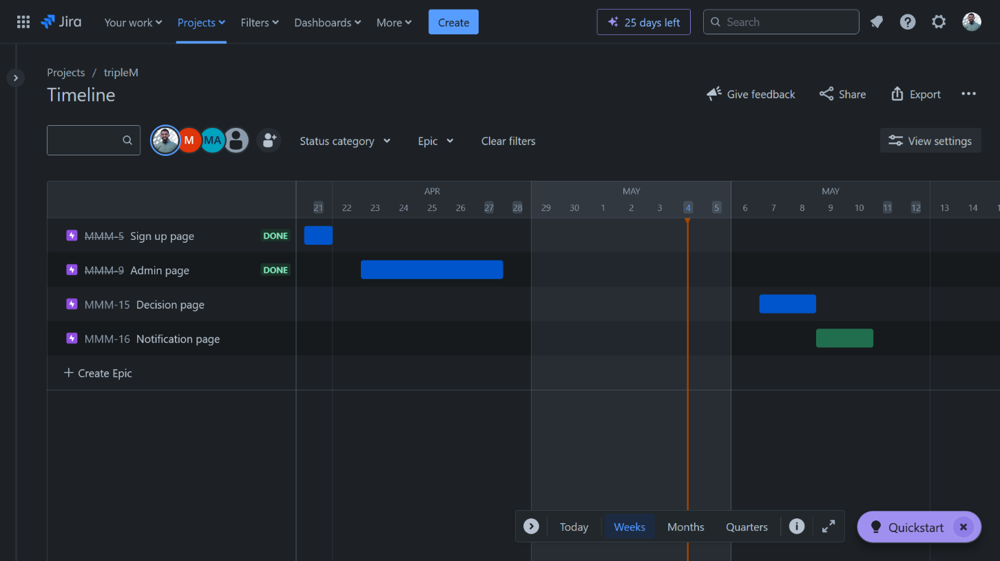 Jira Your work Projects Filters Dashboards More Create 25 days left Search
Projects / tripleM
Timeline
Give feedback Share Export
M MA Status category Epic Clear filters View settings
APR MAY MAY
21 22 23 24 25 26 27 28 29 30 1 2 3 4 5 6 7 8 9 10 11 12 13 14
MMM-5 Sign up page DONE
MMM-9 Admin page DONE
MMM-15 Decision page
MMM-16 Notification page
Create Epic
Today Weeks Months Quarters Quickstart